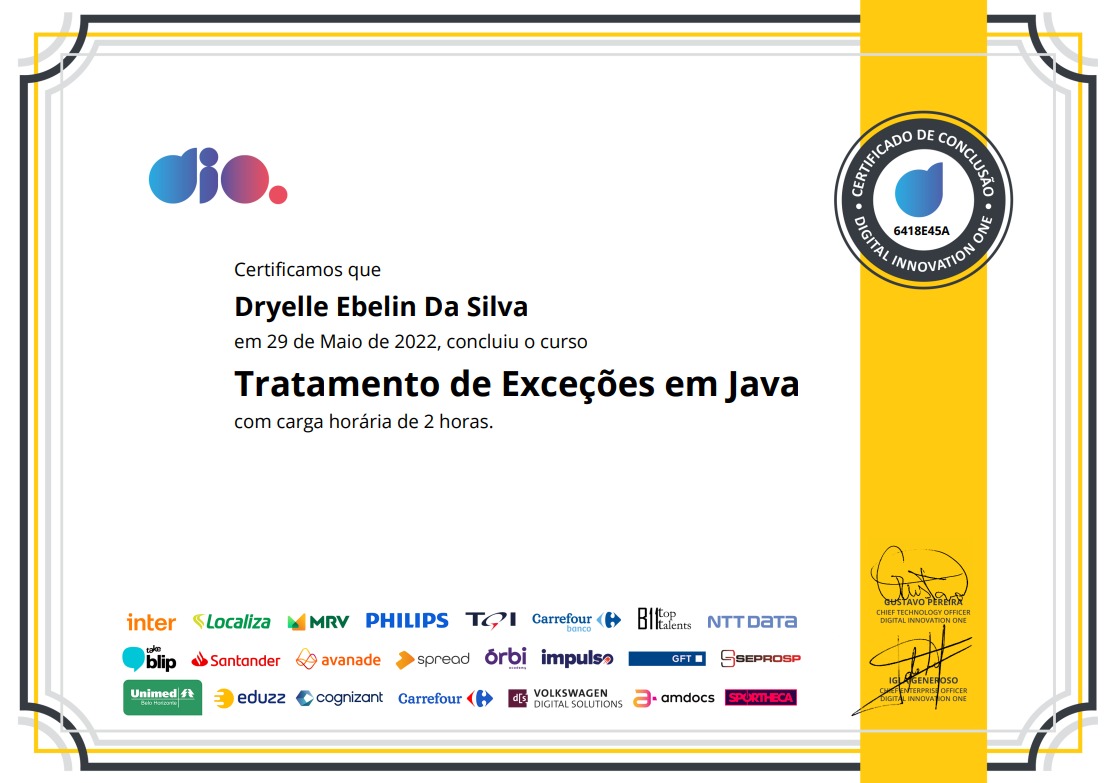 dio.
CERTIFICADO DE CONCLUSÃO
6418E45A
DIGITAL INNOVATION ONE
Certificamos que
Dryelle Ebelin Da Silva
em 29 de Maio de 2022, concluiu o curso
Tratamento de Exceções em Java
com carga horária de 2 horas.
Gustavo
GUSTAVO PEREIRA
CHIEF TECHNOLOGY OFFICER
DIGITAL INNOVATION ONE
GENEROSO
CHIEF ENTERPRISE OFFICER
DIGITAL INNOVATION ONE
inter Localiza MRV PHILIPS TQI Carrefour banco B11 top talents NTT DATA
take blip Santander avanade spread órbi academy impulso GFT SEPROSP
Unimed Belo Horizonte eduzz cognizant Carrefour d[s] VOLKSWAGEN DIGITAL SOLUTIONS amdocs SPORTHECA